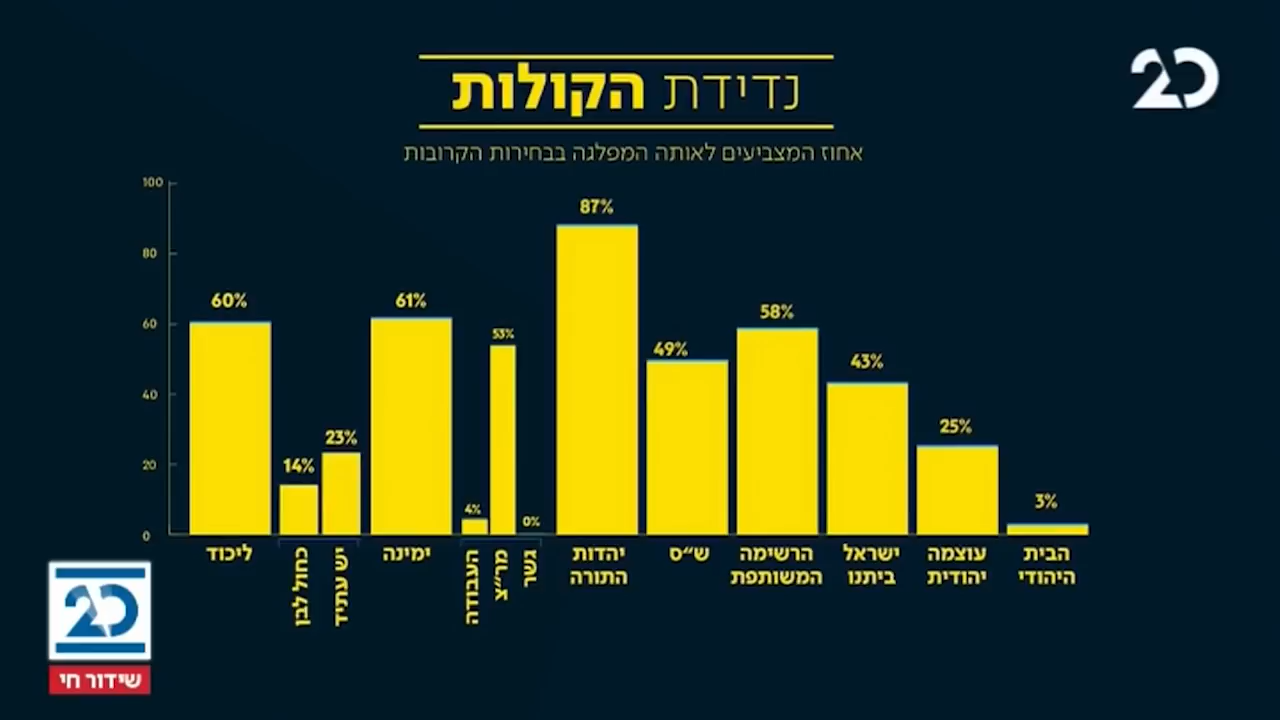 20
נדידת הקולות
אחוז המצביעים לאותה המפלגה בבחירות הקרובות
100
80
60
40
20
0
60%
14%
23%
61%
4%
53%
0%
87%
49%
58%
43%
25%
3%
ליכוד
כחול לבן
יש עתיד
ימינה
העבודה
מר״צ
גשר
יהדות
התורה
ש״ס
הרשימה
המשותפת
ישראל
ביתנו
עוצמה
יהודית
הבית
היהודי
20
שידור חי